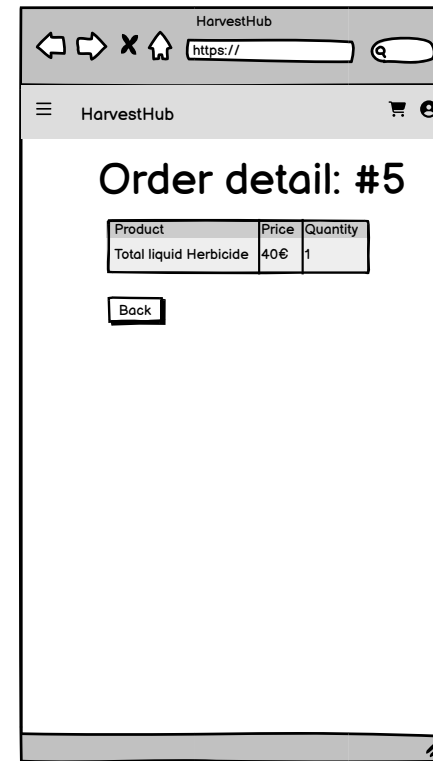 HarvestHub
https://
HarvestHub
Order detail: #5
Product Price Quantity
Total liquid Herbicide 40€ 1
Back